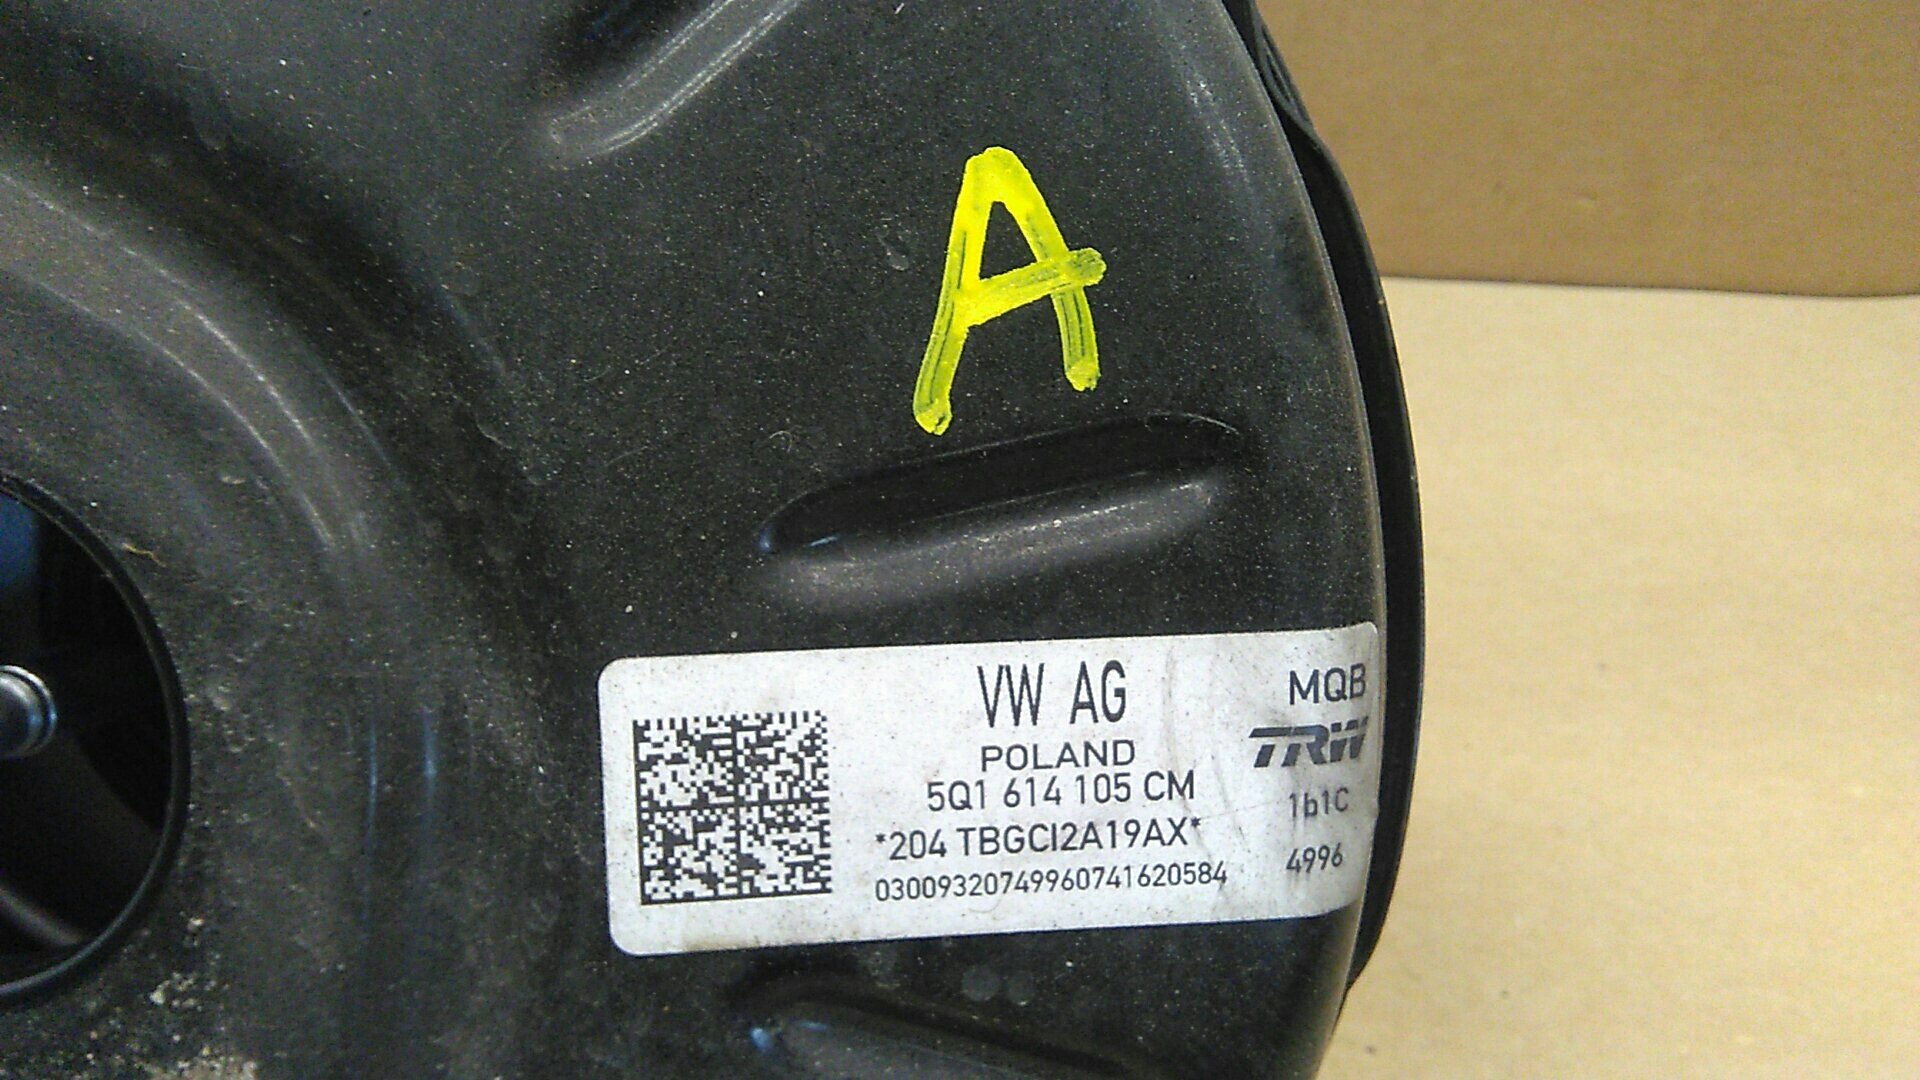 A
VW AG
POLAND
5Q1 614 105 CM
*204 TBGCI2A19AX*
03009320749960741620584
MQB
TRW
1b1C
4996